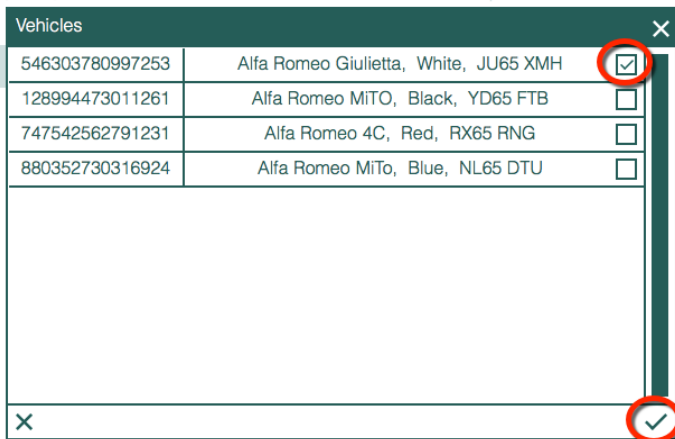 Vehicles
546303780997253 Alfa Romeo Giulietta, White, JU65 XMH
128994473011261 Alfa Romeo MiTO, Black, YD65 FTB
747542562791231 Alfa Romeo 4C, Red, RX65 RNG
880352730316924 Alfa Romeo MiTo, Blue, NL65 DTU